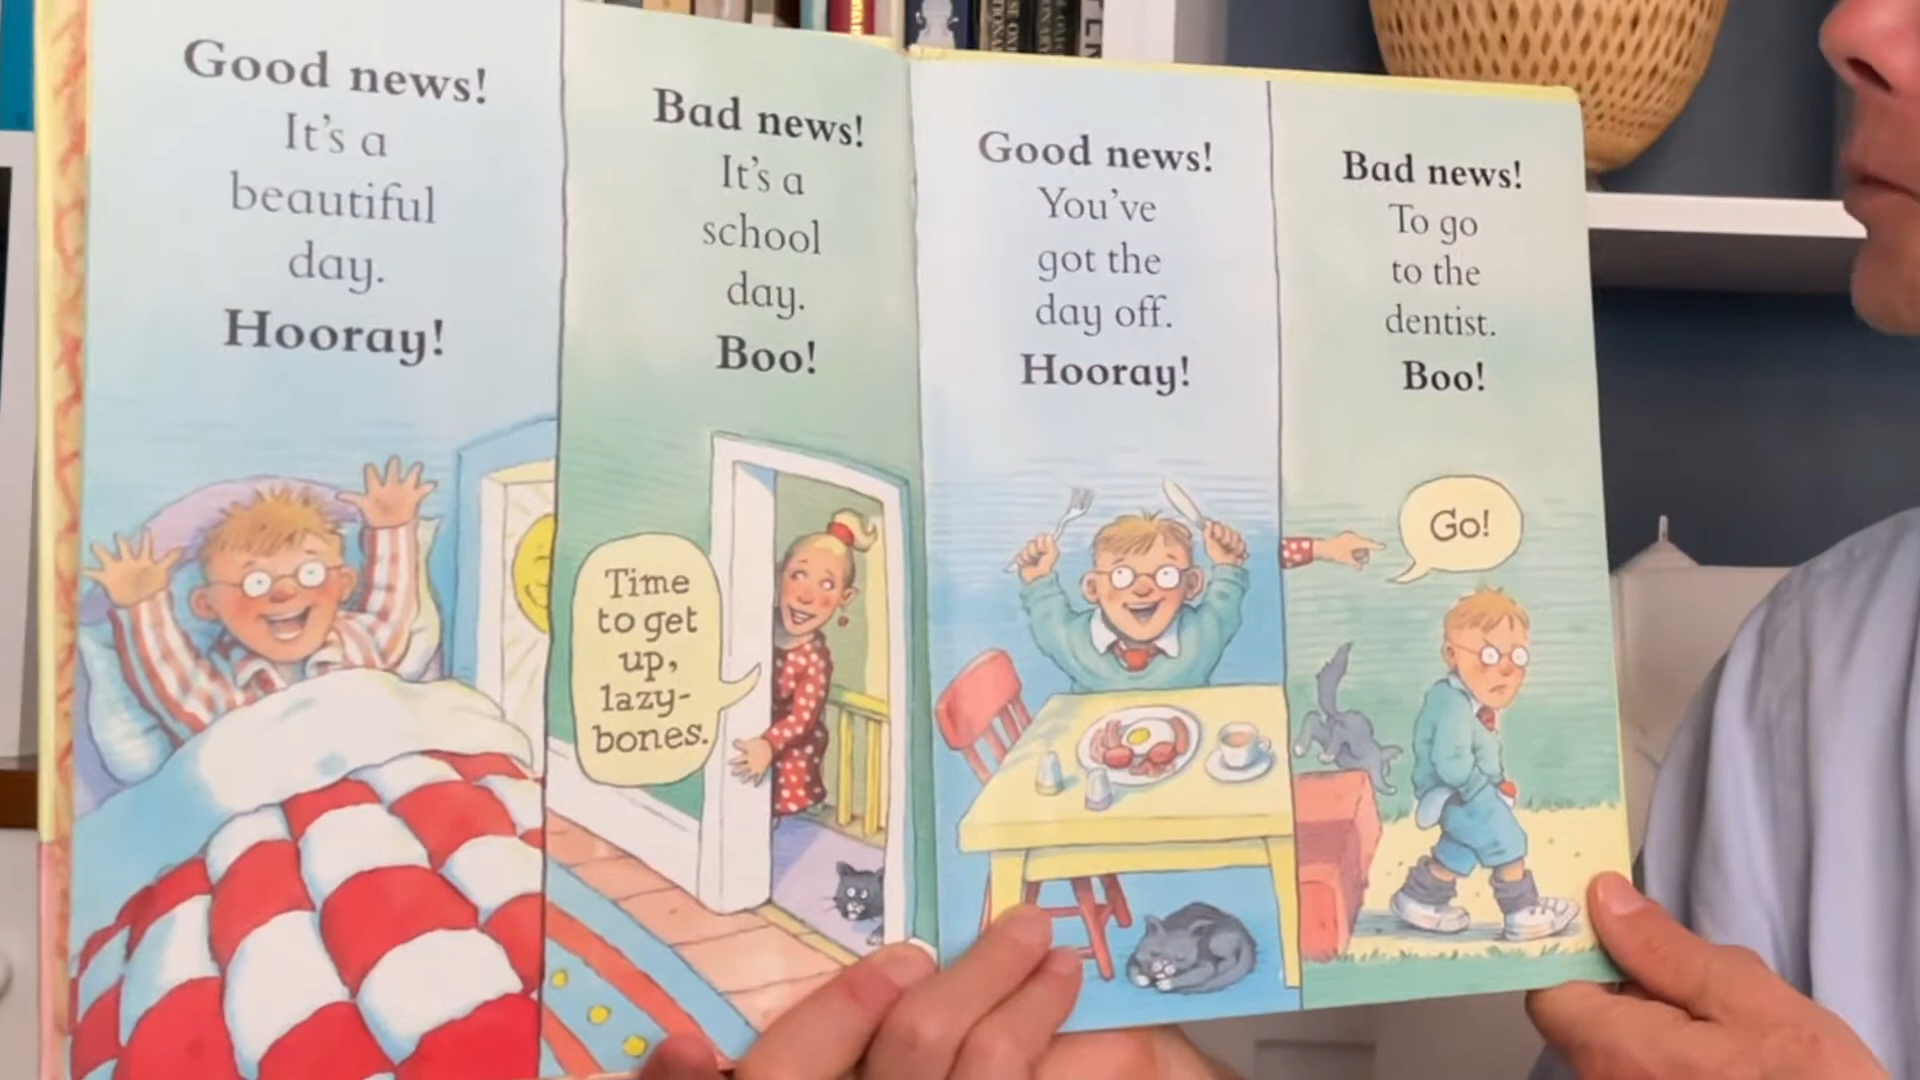 Good news!
It's a
beautiful
day.
Hooray!
Bad news!
It's a
school
day.
Boo!
Time
to get
up,
lazy-
bones.
Good news!
You've
got the
day off.
Hooray!
Bad news!
To go
to the
dentist.
Boo!
Go!